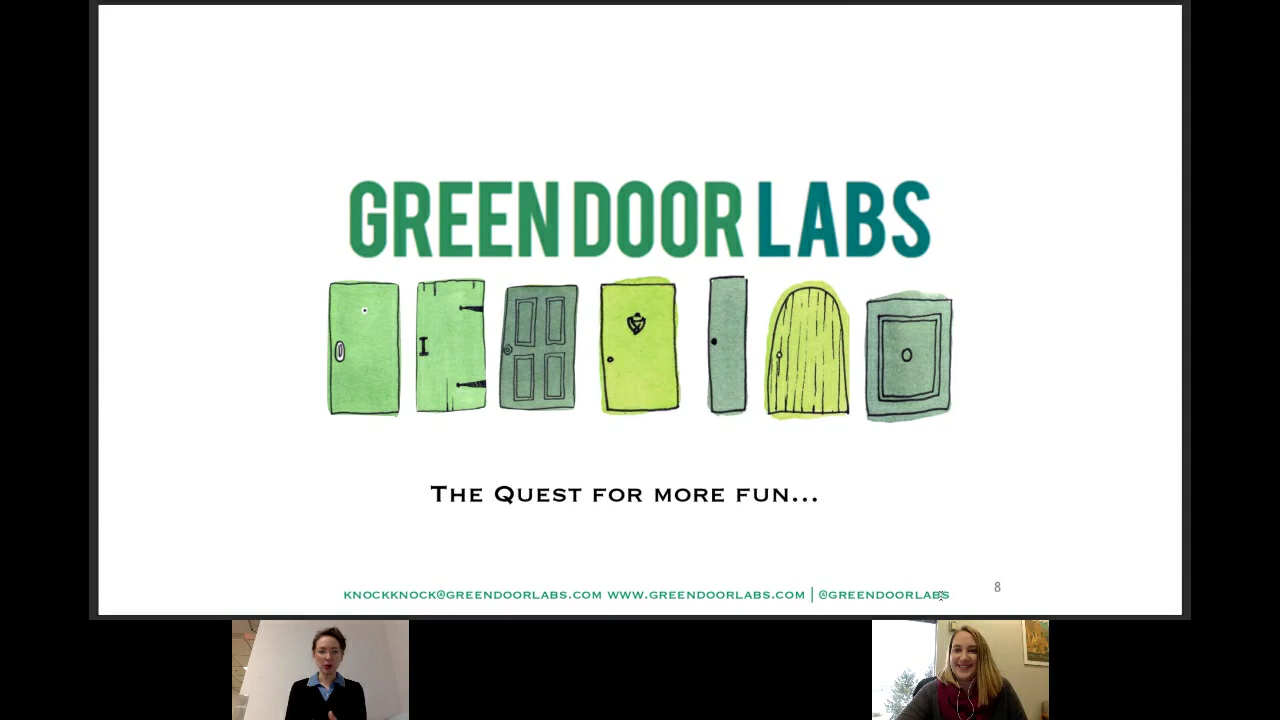 GREEN DOOR LABS
THE QUEST FOR MORE FUN...
KNOCKKNOCK@GREENDOORLABS.COM WWW.GREENDOORLABS.COM | @GREENDOORLABS
8